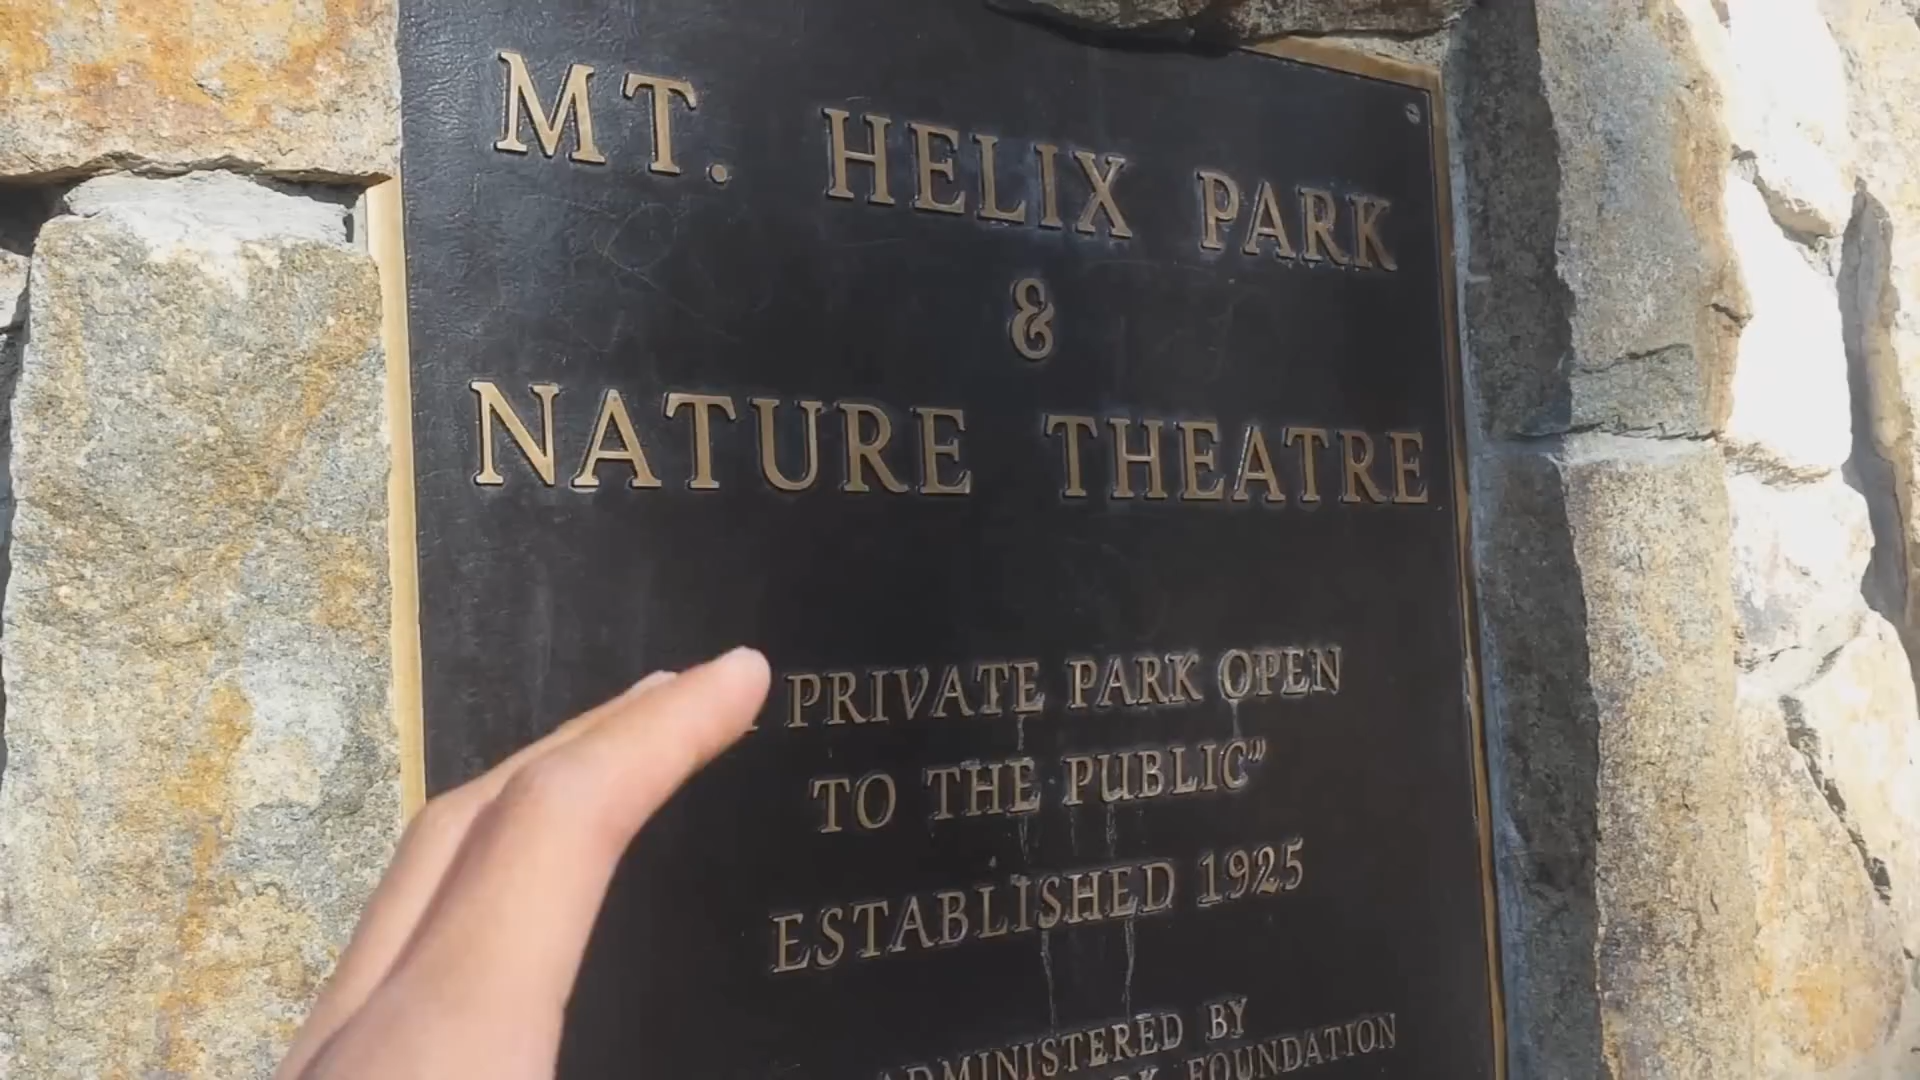 MT. HELIX PARK
&
NATURE THEATRE
PRIVATE PARK OPEN
TO THE PUBLIC”
ESTABLISHED 1925
ADMINISTERED BY
FOUNDATION